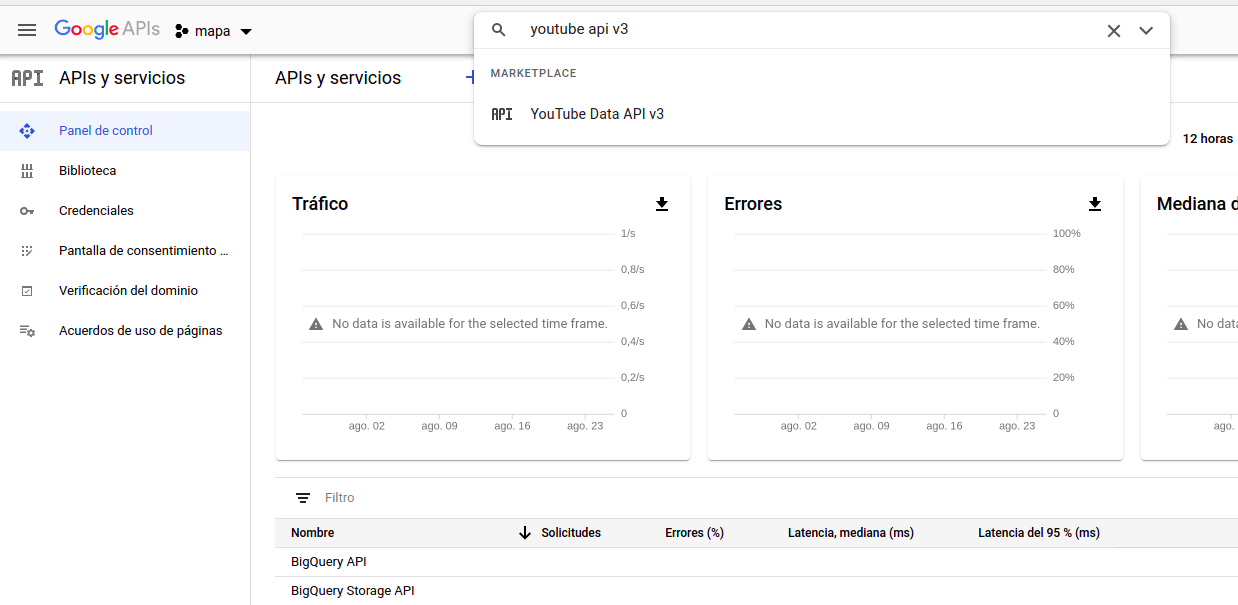 Google APIs
mapa
youtube api v3
MARKETPLACE
API YouTube Data API v3
API APIs y servicios
Panel de control
Biblioteca
Credenciales
Pantalla de consentimiento ...
Verificación del dominio
Acuerdos de uso de páginas
APIs y servicios
12 horas
Tráfico
1/s
0,8/s
0,6/s
No data is available for the selected time frame.
0,4/s
0,2/s
0
ago. 02 ago. 09 ago. 16 ago. 23
Errores
100%
80%
60%
No data is available for the selected time frame.
40%
20%
0
ago. 02 ago. 09 ago. 16 ago. 23
Mediana d
No data
ago.
Filtro
Nombre Solicitudes Errores (%) Latencia, mediana (ms) Latencia del 95 % (ms)
BigQuery API
BigQuery Storage API